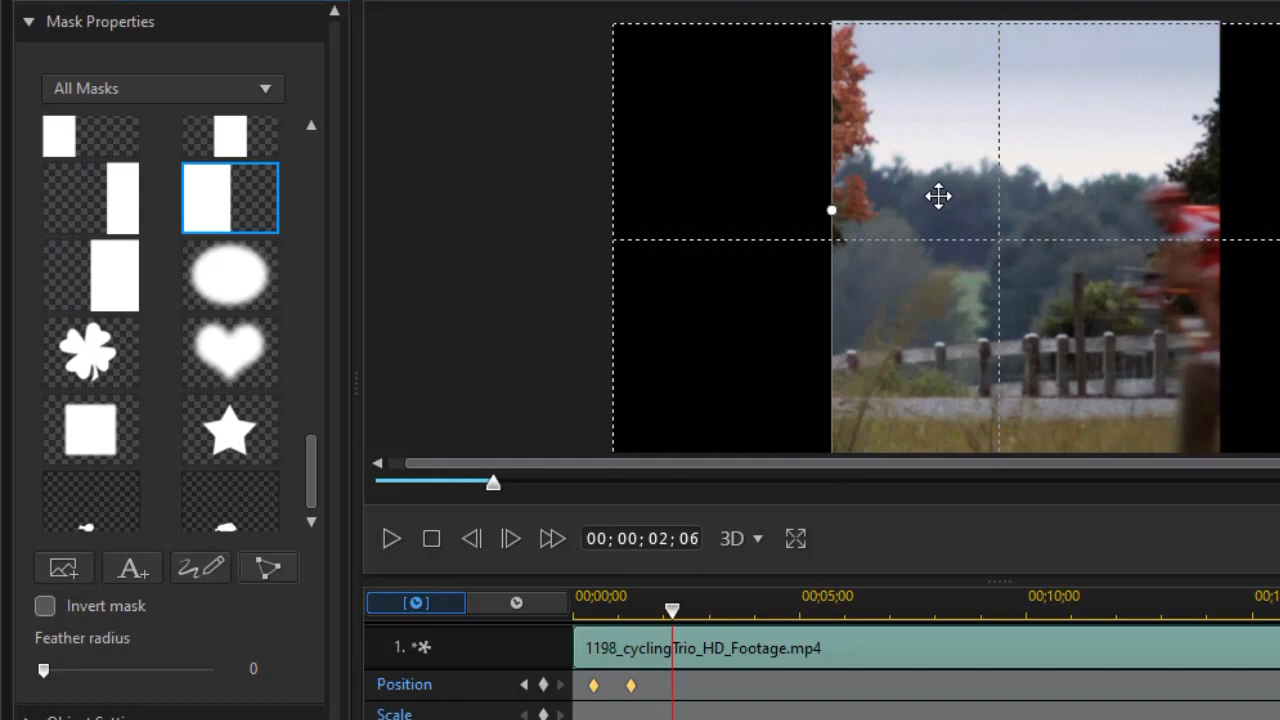 Mask Properties
All Masks
Invert mask
Feather radius
0
00; 00; 02; 06
3D
00;00;00
00;05;00
00;10;00
1. *
1198_cyclingTrio_HD_Footage.mp4
Position
Scale